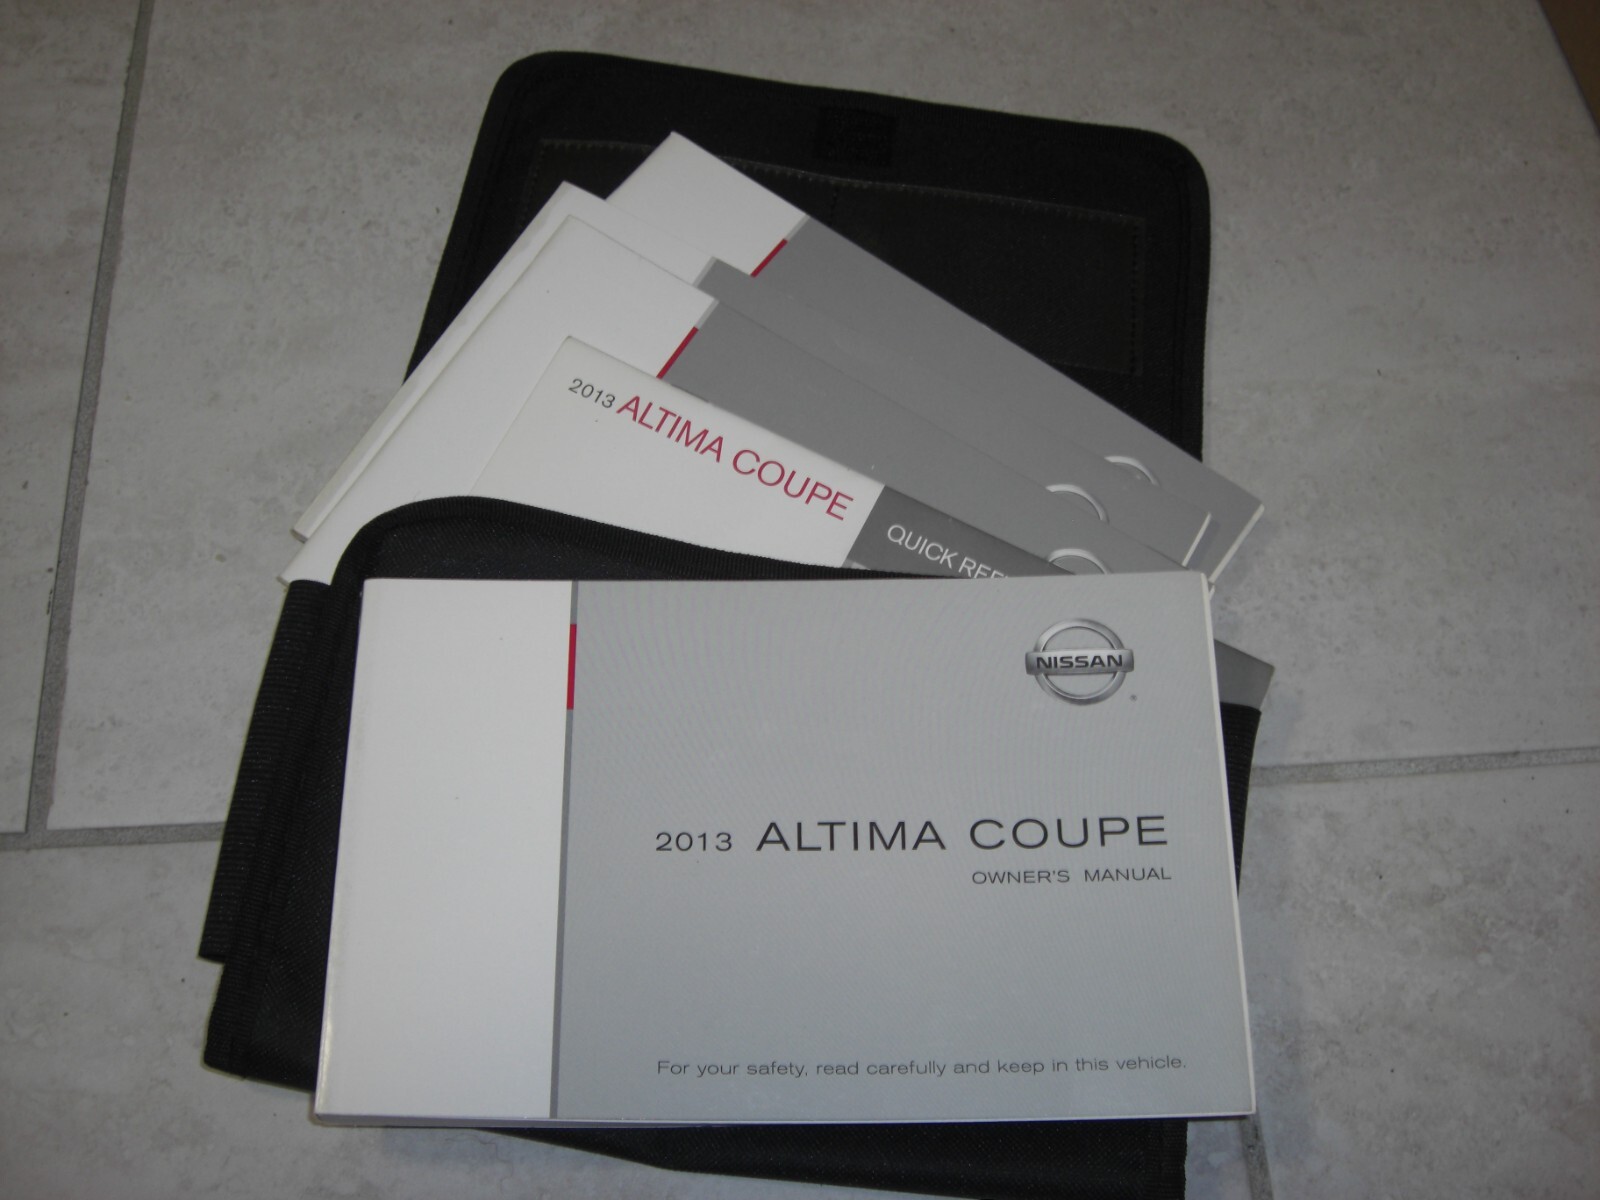 2013 ALTIMA COUPE
QUICK
NISSAN
2013 ALTIMA COUPE
OWNER'S MANUAL
For your safety, read carefully and keep in this vehicle.